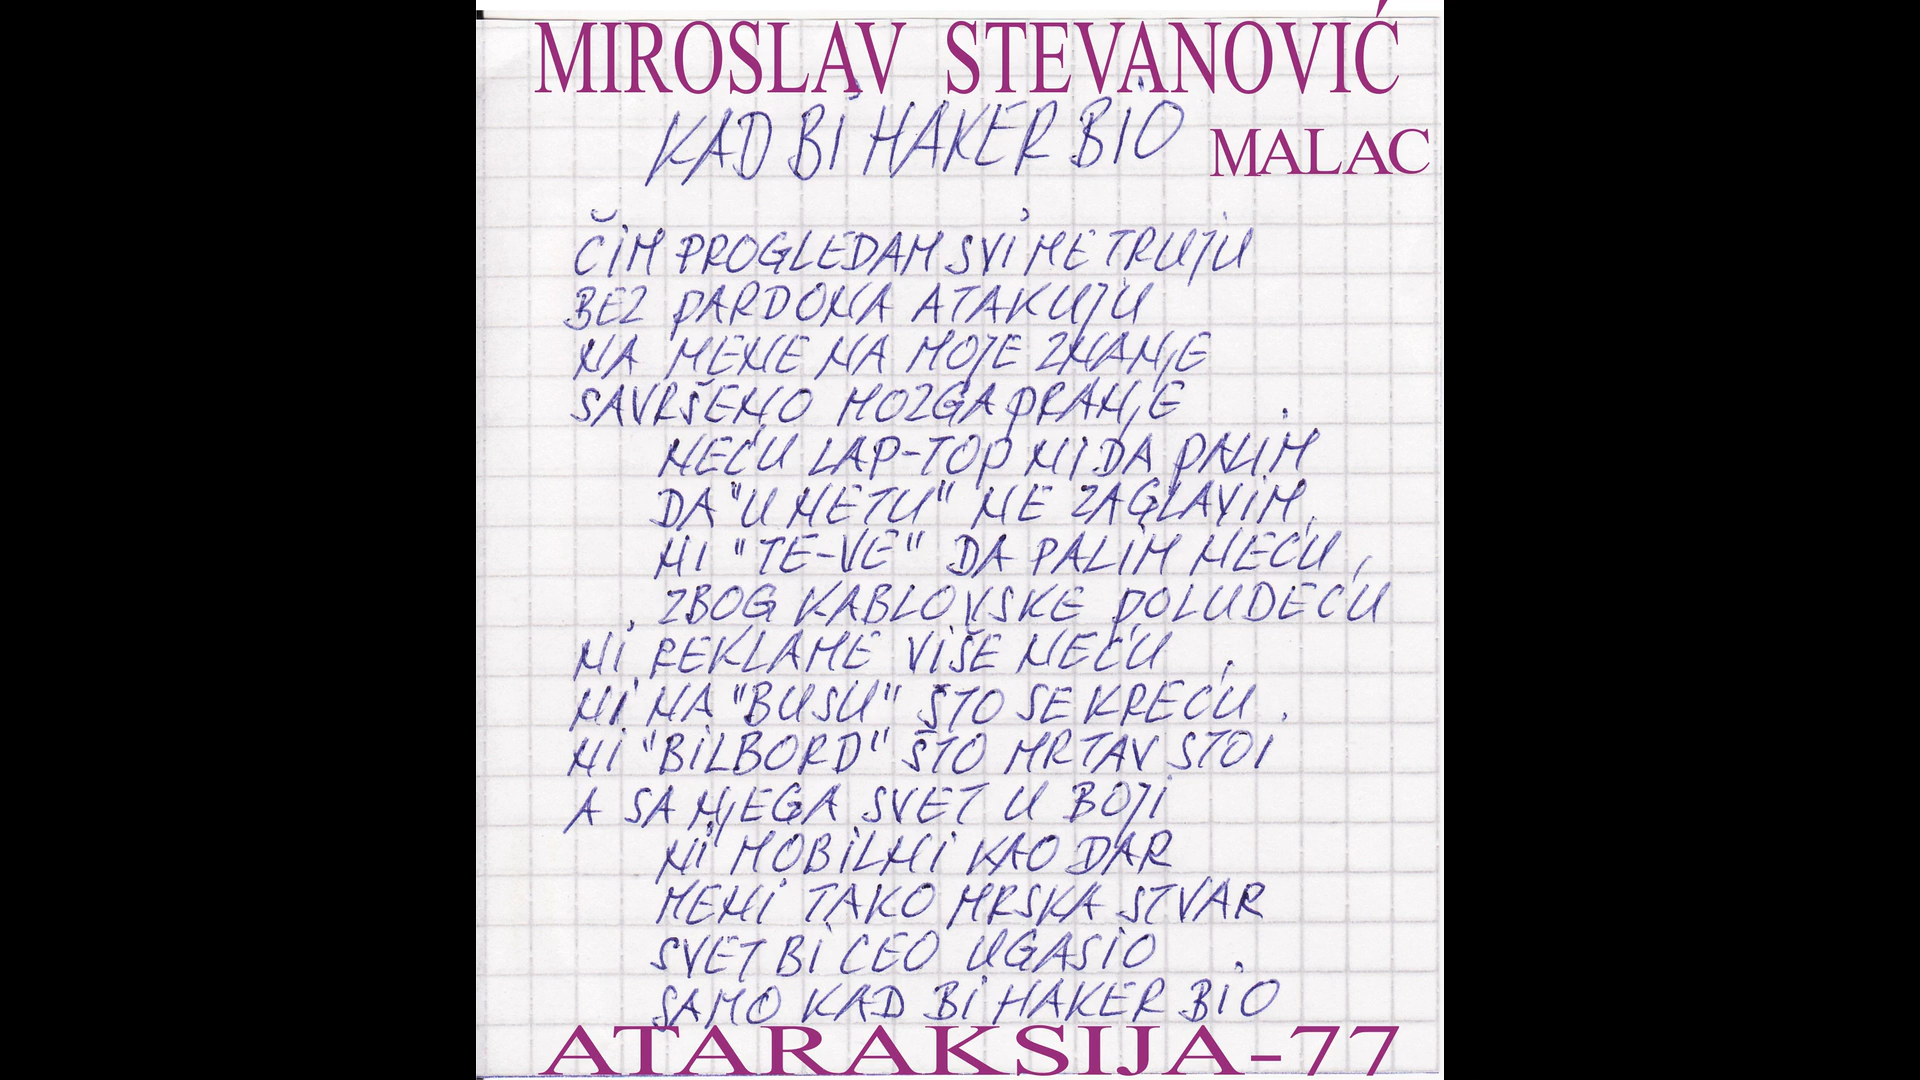 MIROSLAV STEVANOVIĆ
KAD BI HAKER BIO
MALAC
ČIM PROGLEDAM SVI ME TRUJU
BEZ PARDONA ATAKUJU
NA MENE NA MOJE ZNANJE
SAVRŠENO MOZGA PRANJE
NEĆU LAP-TOP NI DA PALIM
DA "U NETU" NE ZAGLAVIM
NI "TE-VE" DA PALIM NEĆU
ZBOG KABLOVSKE POLUDEĆU
NI REKLAME VIŠE NEĆU
NI NA "BUSU" ŠTO SE KREĆU
NI "BILBORD" ŠTO MRTAV STOI
A SA NJEGA SVET U BOJI
NI MOBILNI KAO DAR
MENI TAKO MRSKA STVAR
SVET BI CEO UGASIO
SAMO KAD BI HAKER BIO
ATARAKSIJA-77